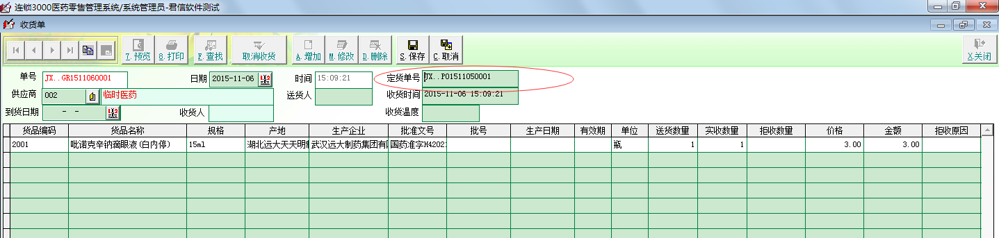 连锁3000医药零售管理系统/系统管理员-君信软件测试
收货单
7.预览 8.打印 F.查找 取消收货 A.增加 M.修改 D.删除 S.保存 C.取消 X.关闭
单号 JX..GR1511060001 日期 2015-11-06 时间 15:09:21 定货单号 JX..PO1511050001
供应商 002 临时医药 送货人 收货时间 2015-11-06 15:09:21
到货日期 - - 收货人 收货温度
货品编码 货品名称 规格 产地 生产企业 批准文号 批号 生产日期 有效期 单位 送货数量 实收数量 拒收数量 价格 金额 拒收原因
2001 吡诺克辛钠滴眼液(白内停) 15ml 湖北远大天天明制 武汉远大制药集团有 国药准字H4202 瓶 1 1 3.00 3.00